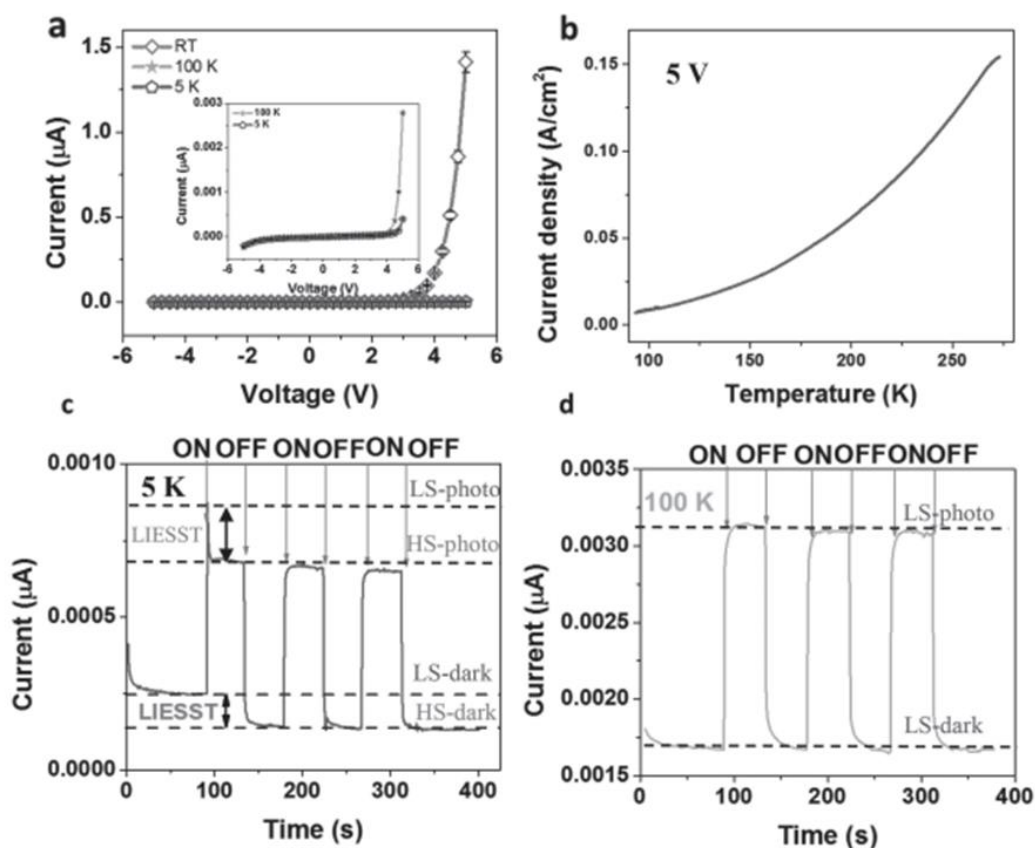 a
RT
100 K
5 K
1.5
1.0
0.5
0.0
Current (μA)
-6 -4 -2 0 2 4 6
Voltage (V)
100 K
5 K
0.003
0.002
0.001
0.000
Current (μA)
-6 -4 -2 0 2 4 6
Voltage (V)
b
5 V
0.15
0.10
0.05
0.00
Current density (A/cm²)
100 150 200 250
Temperature (K)
c
ON OFF ON OFF ON OFF
5 K
0.0010
0.0005
0.0000
LS-photo
LIESST
HS-photo
LS-dark
LIESST
HS-dark
Current (μA)
0 100 200 300 400
Time (s)
d
ON OFF ON OFF ON OFF
100 K
0.0035
0.0030
0.0025
0.0020
0.0015
LS-photo
LS-dark
Current (μA)
0 100 200 300 400
Time (s)